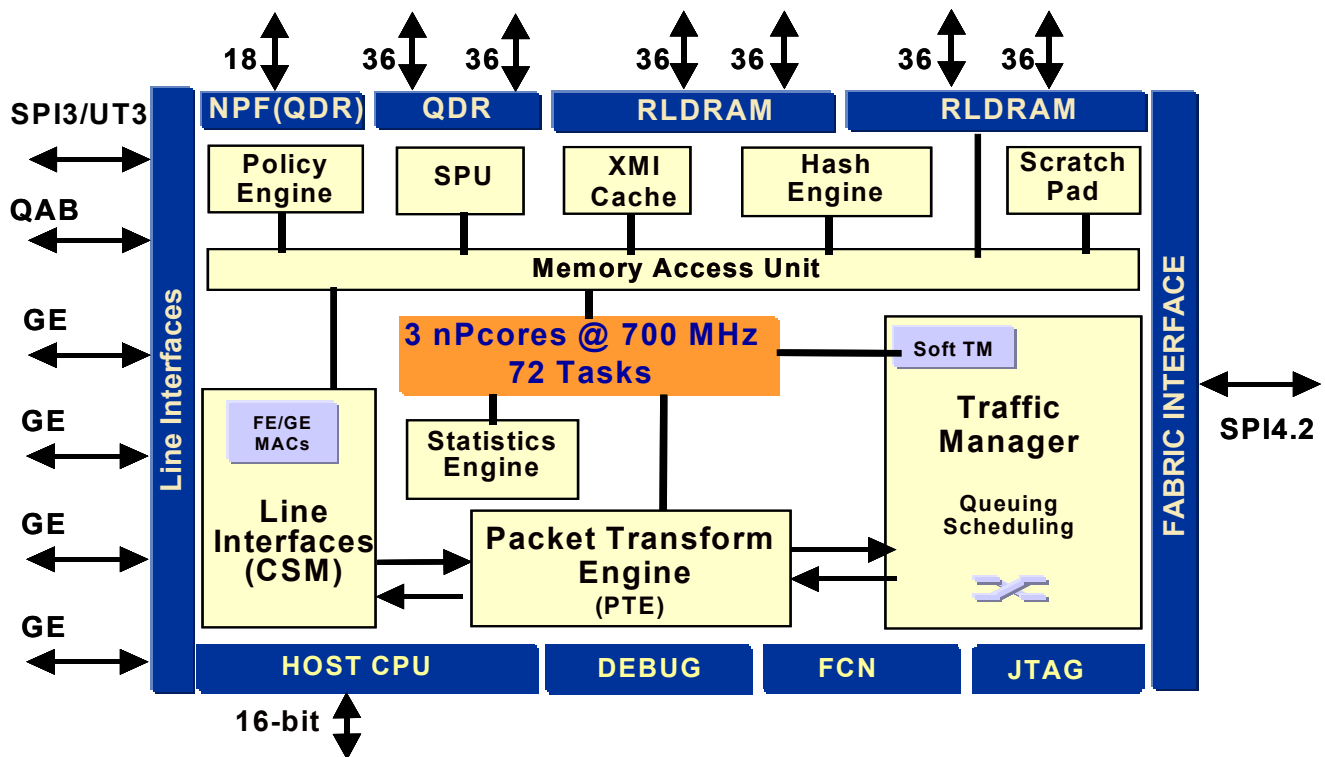 18
36
36
36
36
36
36
SPI3/UT3
NPF(QDR)
QDR
RLDRAM
RLDRAM
Policy
Engine
SPU
XMI
Cache
Hash
Engine
Scratch
Pad
QAB
Memory Access Unit
Line Interfaces
FABRIC INTERFACE
GE
GE
GE
GE
3 nPcores @ 700 MHz
72 Tasks
Soft TM
Traffic
Manager
Queuing
Scheduling
SPI4.2
FE/GE
MACs
Statistics
Engine
Line
Interfaces
(CSM)
Packet Transform
Engine
(PTE)
HOST CPU
DEBUG
FCN
JTAG
16-bit